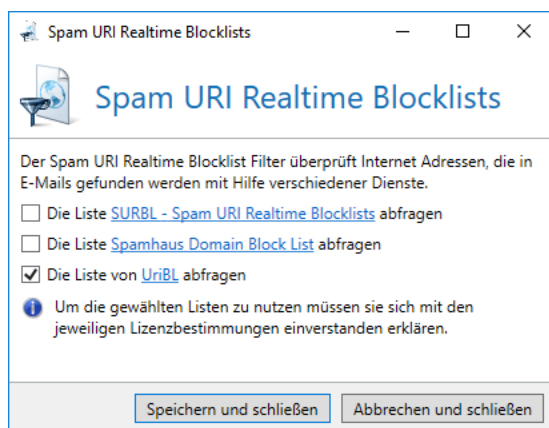 Spam URI Realtime Blocklists
Spam URI Realtime Blocklists
Der Spam URI Realtime Blocklist Filter überprüft Internet Adressen, die in
E-Mails gefunden werden mit Hilfe verschiedener Dienste.
Die Liste SURBL - Spam URI Realtime Blocklists abfragen
Die Liste Spamhaus Domain Block List abfragen
Die Liste von UriBL abfragen
Um die gewählten Listen zu nutzen müssen sie sich mit den
jeweiligen Lizenzbestimmungen einverstanden erklären.
Speichern und schließen Abbrechen und schließen